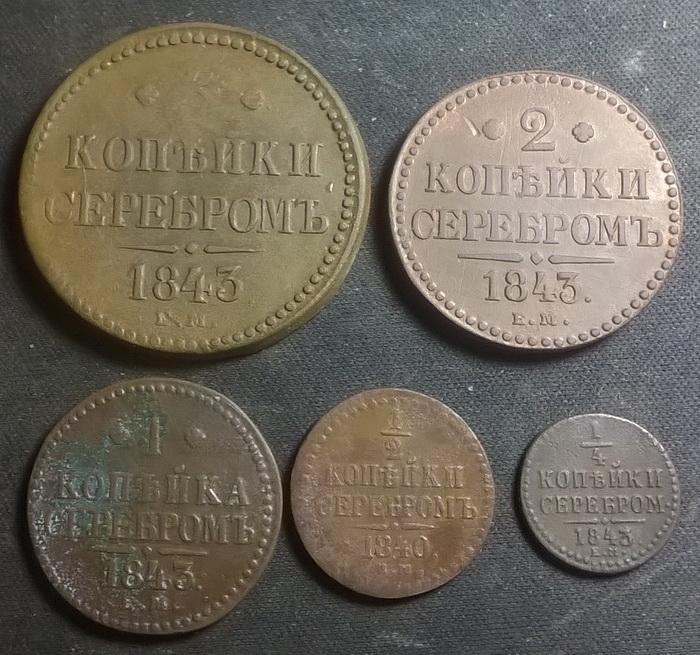 КОПѢЙКИ
СЕРЕБРОМЪ
1843
• 2 •
КОПѢЙКИ
СЕРЕБРОМЪ
1843.
Е.М.
• 1 •
КОПѢЙКА
СЕРЕБРОМЪ
1843.
1/2
КОПѢЙКИ
СЕРЕБРОМЪ
1840.
1/4
КОПѢЙКИ
СЕРЕБРОМ
1843.
Е.М.